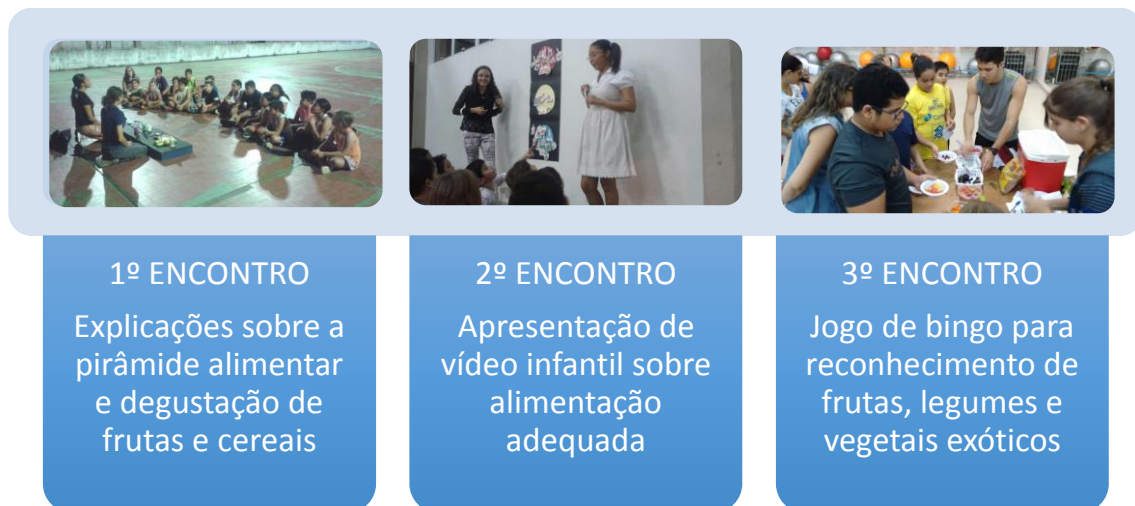 1º ENCONTRO
Explicações sobre a
pirâmide alimentar
e degustação de
frutas e cereais
2º ENCONTRO
Apresentação de
vídeo infantil sobre
alimentação
adequada
3º ENCONTRO
Jogo de bingo para
reconhecimento de
frutas, legumes e
vegetais exóticos